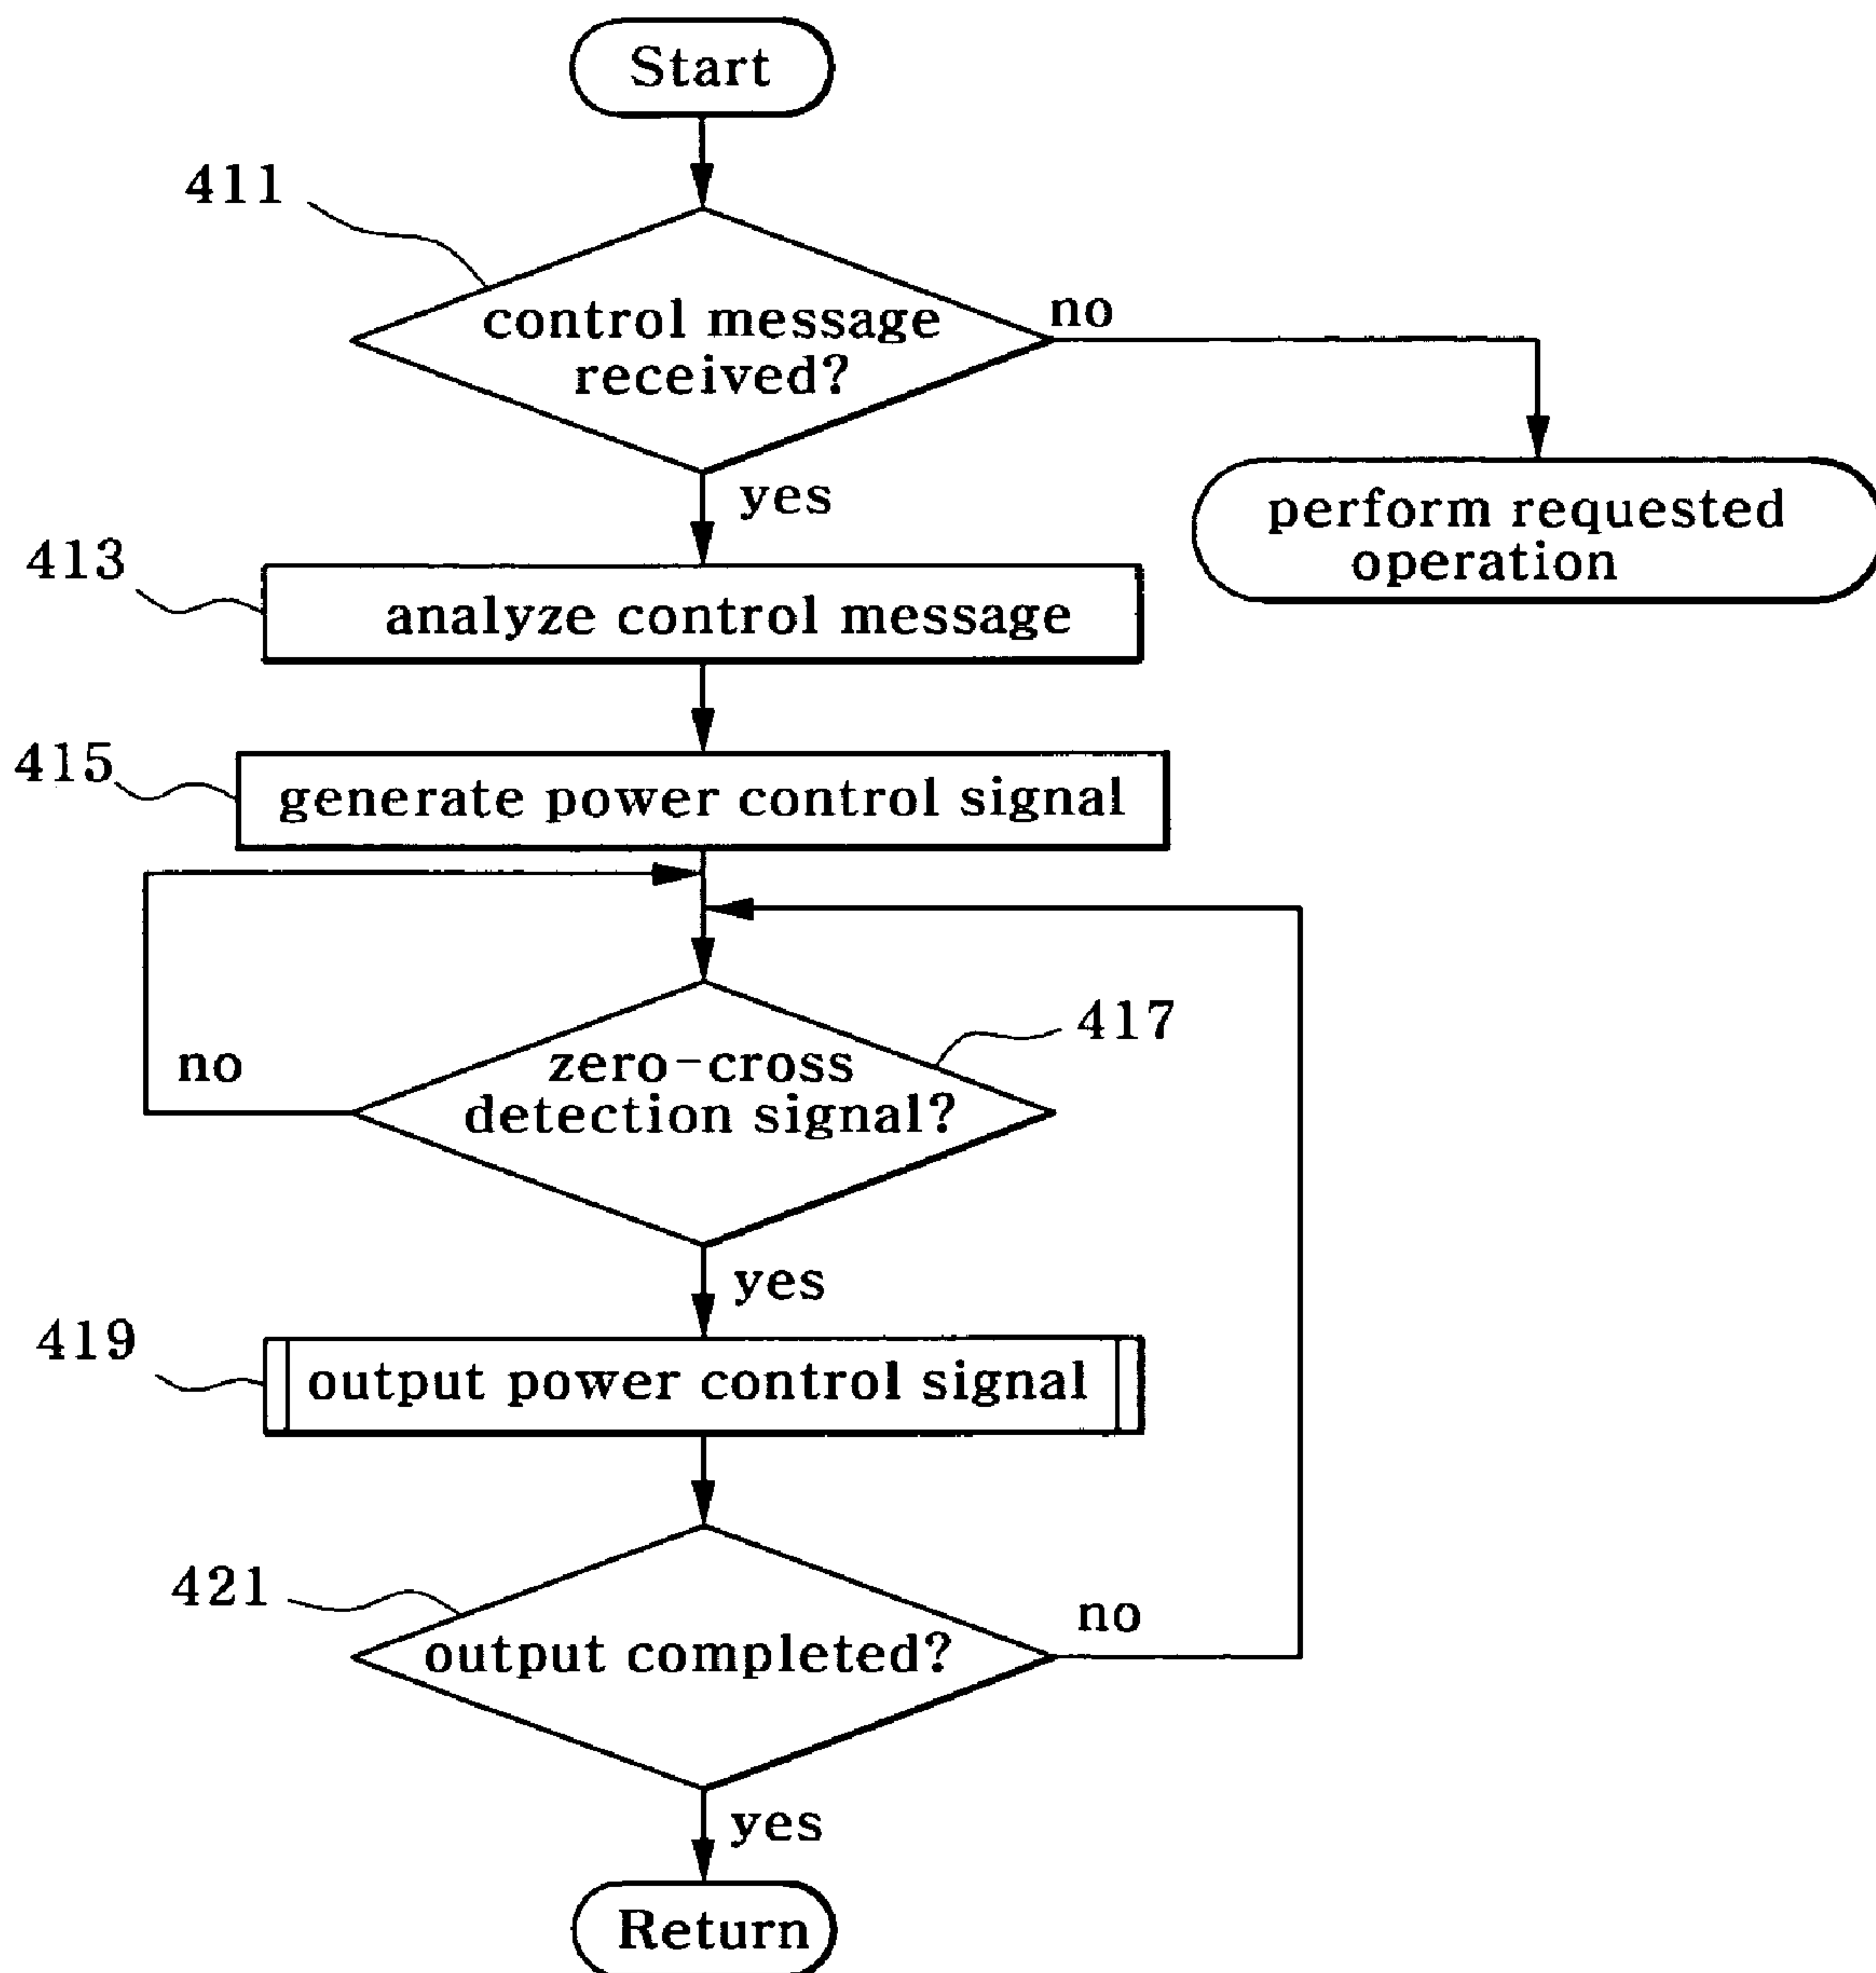 Start
411
control message
received?
no
yes
perform requested
operation
413
analyze control message
415
generate power control signal
417
zero-cross
detection signal?
no
yes
419
output power control signal
421
output completed?
no
yes
Return